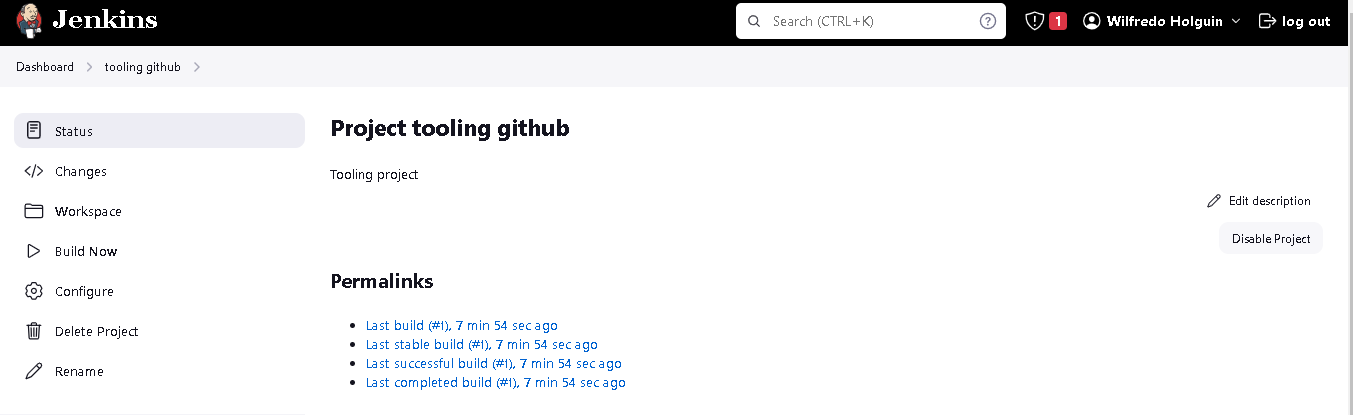 Jenkins
Search (CTRL+K)
1
Wilfredo Holguin
log out
Dashboard
tooling github
Status
Changes
Workspace
Build Now
Configure
Delete Project
Rename
Project tooling github
Tooling project
Edit description
Disable Project
Permalinks
Last build (#1), 7 min 54 sec ago
Last stable build (#1), 7 min 54 sec ago
Last successful build (#1), 7 min 54 sec ago
Last completed build (#1), 7 min 54 sec ago